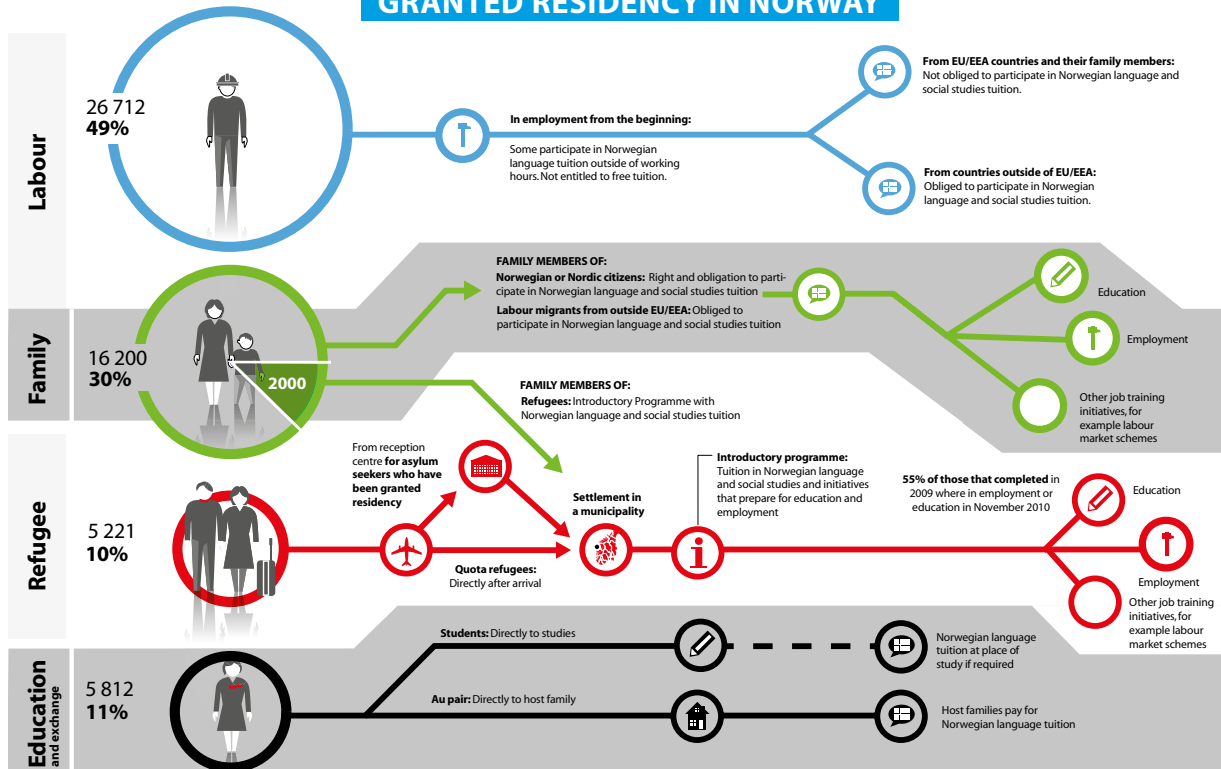 GRANTED RESIDENCY IN NORWAY
Labour
26 712
49%
In employment from the beginning:
Some participate in Norwegian
language tuition outside of working
hours. Not entitled to free tuition.
From EU/EEA countries and their family members:
Not obliged to participate in Norwegian language and
social studies tuition.
From countries outside of EU/EEA:
Obliged to participate in Norwegian
language and social studies tuition.
Family
16 200
30%
2000
FAMILY MEMBERS OF:
Norwegian or Nordic citizens: Right and obligation to parti-
cipate in Norwegian language and social studies tuition
Labour migrants from outside EU/EEA: Obliged to
participate in Norwegian language and social studies tuition
Education
Employment
Other job training
initiatives, for
example labour
market schemes
FAMILY MEMBERS OF:
Refugees: Introductory Programme with
Norwegian language and social studies tuition
Refugee
5 221
10%
From reception
centre for asylum
seekers who have
been granted
residency
Quota refugees:
Directly after arrival
Settlement in
a municipality
Introductory programme:
Tuition in Norwegian language
and social studies and initiatives
that prepare for education and
employment
55% of those that completed in
2009 where in employment or
education in November 2010
Education
Employment
Other job training
initiatives, for
example labour
market schemes
Education
and exchange
5 812
11%
Students: Directly to studies
Norwegian language
tuition at place of
study if required
Au pair: Directly to host family
Host families pay for
Norwegian language tuition